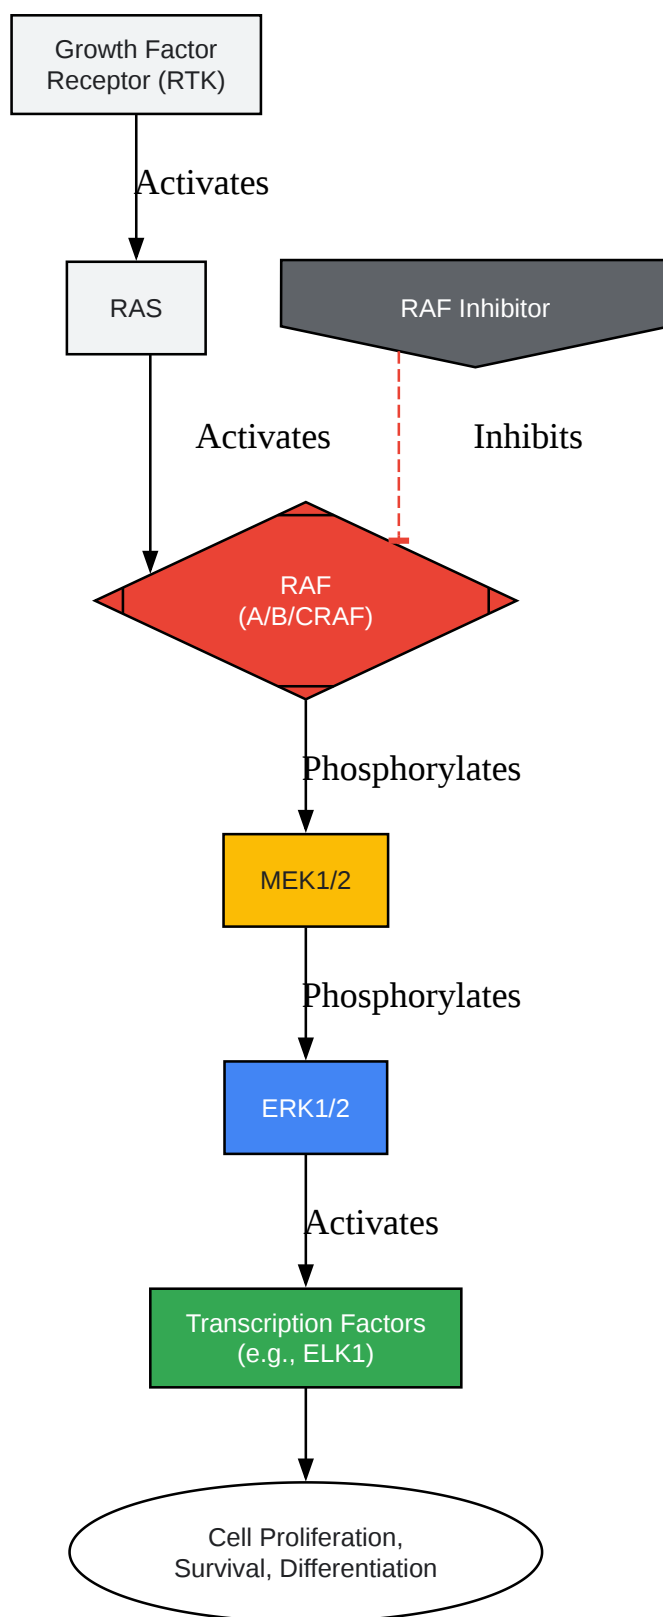 Growth Factor
Receptor (RTK)
Activates
RAS
RAF Inhibitor
Activates
Inhibits
RAF
(A/B/CRAF)
Phosphorylates
MEK1/2
Phosphorylates
ERK1/2
Activates
Transcription Factors
(e.g., ELK1)
Cell Proliferation,
Survival, Differentiation